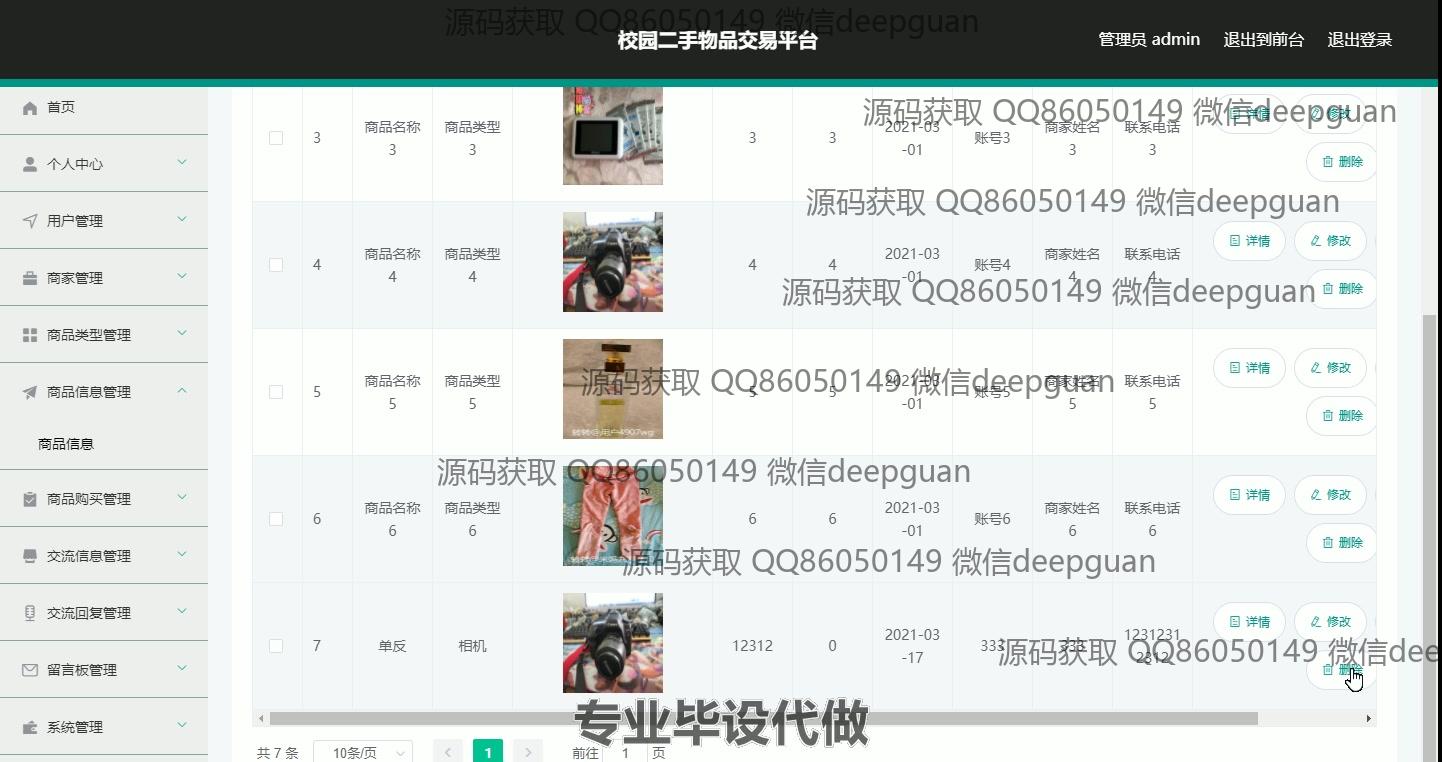 源码获取 QQ86050149 微信deepguan
校园二手物品交易平台
管理员 admin 退出到前台 退出登录
首页
个人中心
用户管理
商家管理
商品类型管理
商品信息管理
商品信息
商品购买管理
交流信息管理
交流回复管理
留言板管理
系统管理
源码获取 QQ86050149 微信deepguan
3 商品名称3 商品类型3 3 3 2021-03-01 账号3 商家姓名3 联系电话3 详情 修改
删除
源码获取 QQ86050149 微信deepguan
4 商品名称4 商品类型4 4 4 2021-03-01 账号4 商家姓名4 联系电话4 详情 修改
删除
源码获取 QQ86050149 微信deepguan
5 商品名称5 商品类型5 5 5 2021-03-01 账号5 商家姓名5 联系电话5 详情 修改
删除
源码获取 QQ86050149 微信deepguan
源码获取 QQ86050149 微信deepguan
6 商品名称6 商品类型6 6 6 2021-03-01 账号6 商家姓名6 联系电话6 详情 修改
删除
源码获取 QQ86050149 微信deepguan
7 单反 相机 12312 0 2021-03-17 333 333 12312312312 详情 修改
删除
源码获取 QQ86050149 微信dee
专业毕设代做
共 7 条 10条/页 1 前往 1 页